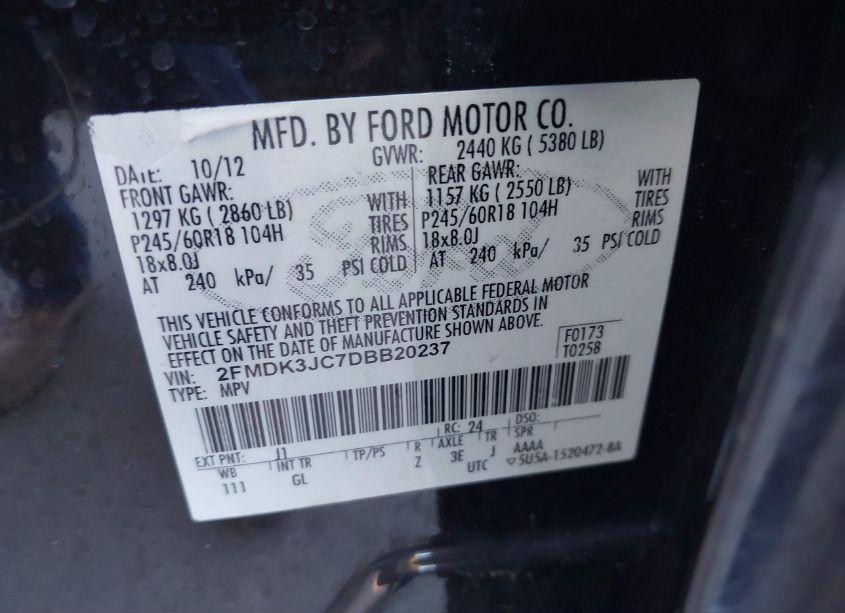 MFD. BY FORD MOTOR CO.
DATE: 10/12 GVWR: 2440 KG ( 5380 LB)
FRONT GAWR: REAR GAWR:
1297 KG ( 2860 LB) WITH 1157 KG ( 2550 LB) WITH
P245/60R18 104H TIRES P245/60R18 104H TIRES
18x8.0J RIMS 18x8.0J RIMS
AT 240 kPa/ 35 PSI COLD AT 240 kPa/ 35 PSI COLD
THIS VEHICLE CONFORMS TO ALL APPLICABLE FEDERAL MOTOR
VEHICLE SAFETY AND THEFT PREVENTION STANDARDS IN
EFFECT ON THE DATE OF MANUFACTURE SHOWN ABOVE.
VIN: 2FMDK3JC7DBB20237 F0173
TYPE: MPV T0258
EXT PNT: J1 RC: 24 DSO:
WB INT TR TP/PS R AXLE TR SPR
111 GL Z 3E J AAAA
UTC ▽5U5A-1520472-BA